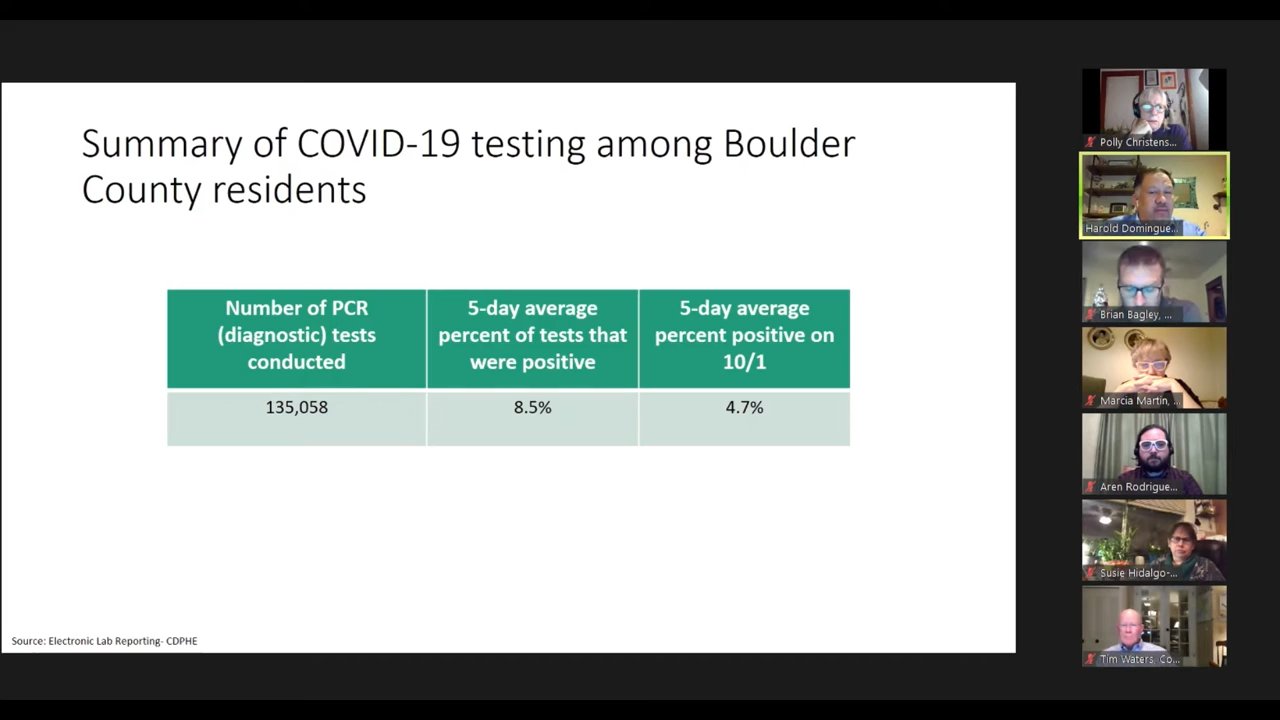 Summary of COVID-19 testing among Boulder
County residents
Number of PCR
(diagnostic) tests
conducted
5-day average
percent of tests that
were positive
5-day average
percent positive on
10/1
135,058
8.5%
4.7%
Source: Electronic Lab Reporting- CDPHE
Polly Christens...
Harold Domingue...
Brian Bagley, ...
Marcia Martin, ...
Aren Rodrigue...
Susie Hidalgo-...
Tim Waters, Co...